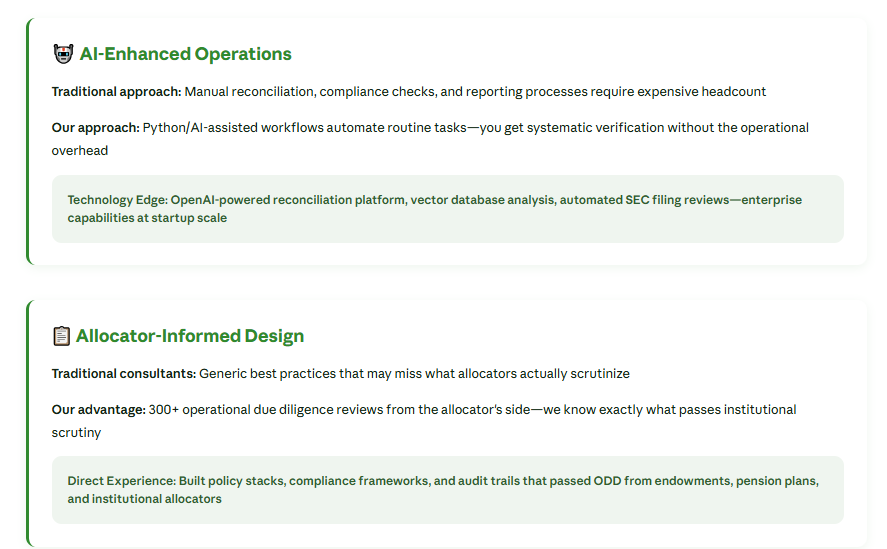 AI-Enhanced Operations
Traditional approach: Manual reconciliation, compliance checks, and reporting processes require expensive headcount
Our approach: Python/AI-assisted workflows automate routine tasks—you get systematic verification without the operational
overhead
Technology Edge: OpenAI-powered reconciliation platform, vector database analysis, automated SEC filing reviews—enterprise
capabilities at startup scale
Allocator-Informed Design
Traditional consultants: Generic best practices that may miss what allocators actually scrutinize
Our advantage: 300+ operational due diligence reviews from the allocator's side—we know exactly what passes institutional
scrutiny
Direct Experience: Built policy stacks, compliance frameworks, and audit trails that passed ODD from endowments, pension plans,
and institutional allocators